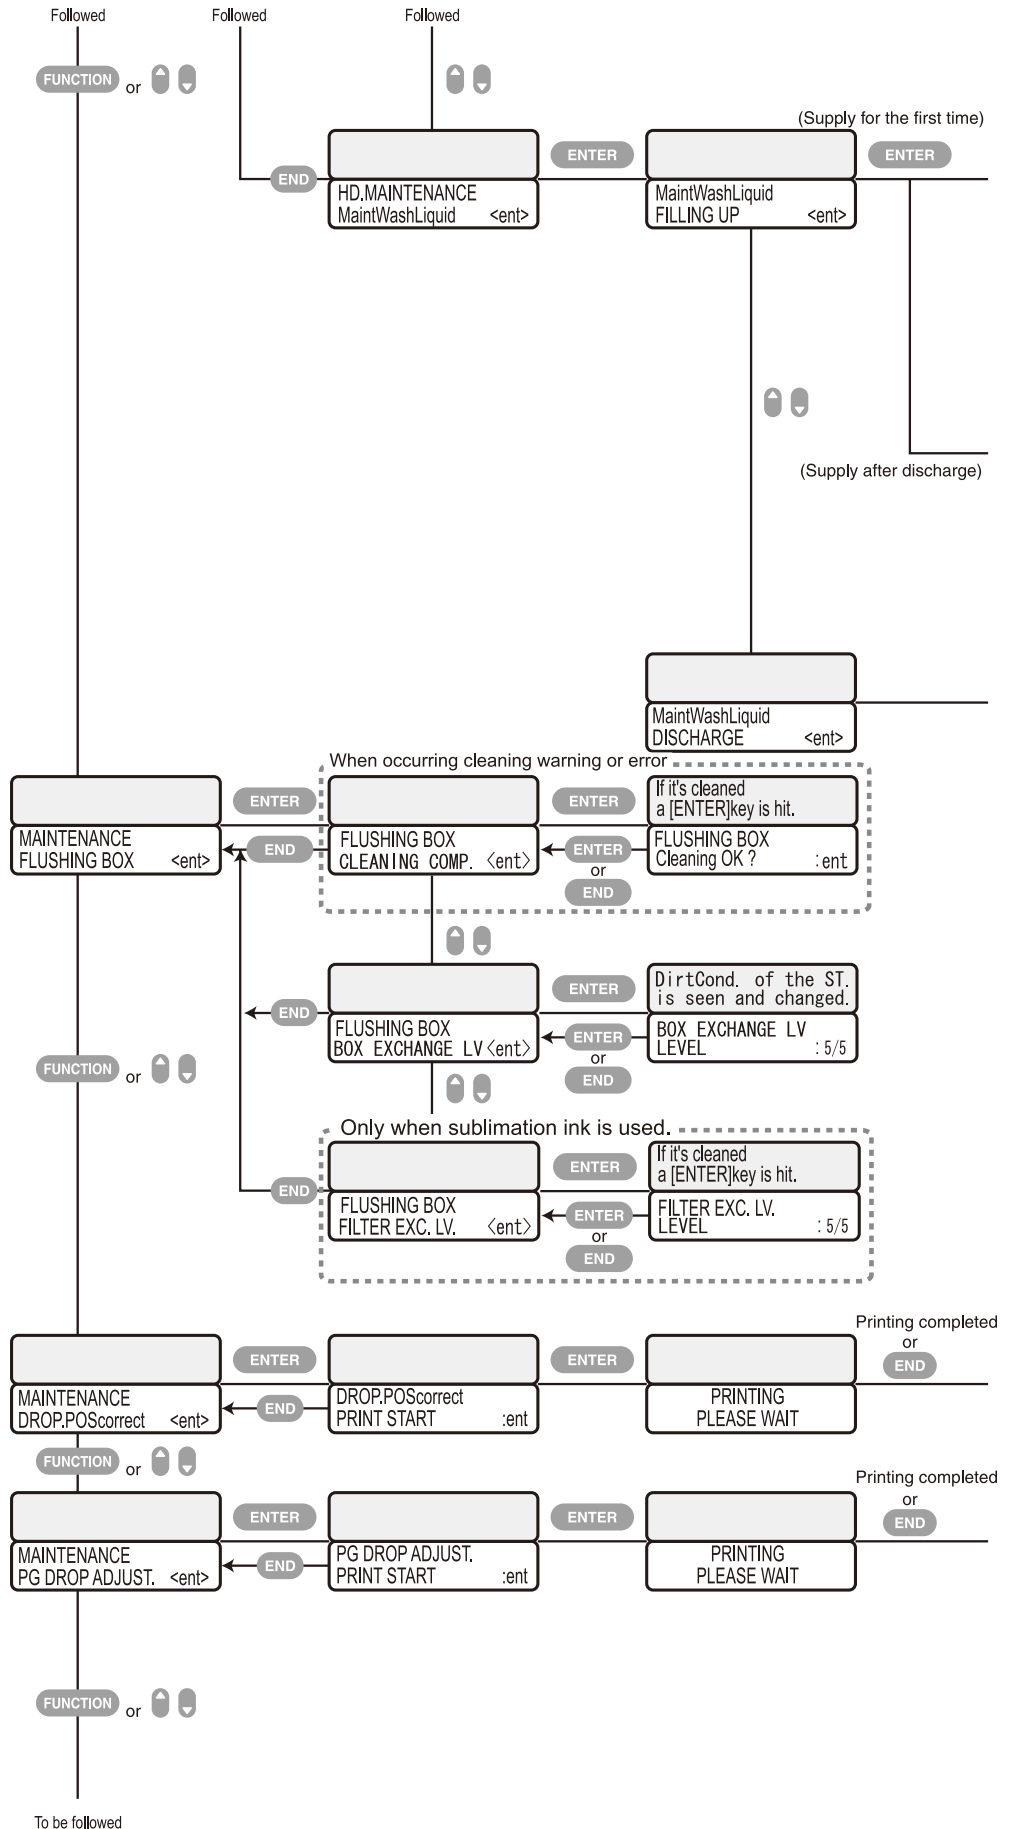 Followed
Followed
Followed
FUNCTION or
(Supply for the first time)
ENTER
ENTER
END
HD.MAINTENANCE
MaintWashLiquid <ent>
MaintWashLiquid
FILLING UP <ent>
(Supply after discharge)
MaintWashLiquid
DISCHARGE <ent>
When occurring cleaning warning or error
ENTER
ENTER
If it's cleaned
a [ENTER]key is hit.
MAINTENANCE
FLUSHING BOX <ent>
END
FLUSHING BOX
CLEANING COMP. <ent>
ENTER
or
END
FLUSHING BOX
Cleaning OK ? :ent
ENTER
DirtCond. of the ST.
is seen and changed.
END
FLUSHING BOX
BOX EXCHANGE LV <ent>
ENTER
or
END
BOX EXCHANGE LV
LEVEL :5/5
FUNCTION or
Only when sublimation ink is used.
ENTER
If it's cleaned
a [ENTER]key is hit.
END
FLUSHING BOX
FILTER EXC. LV. <ent>
ENTER
or
END
FILTER EXC. LV.
LEVEL :5/5
Printing completed
or
END
ENTER
ENTER
MAINTENANCE
DROP.POScorrect <ent>
END
DROP.POScorrect
PRINT START :ent
PRINTING
PLEASE WAIT
FUNCTION or
Printing completed
or
END
ENTER
ENTER
MAINTENANCE
PG DROP ADJUST. <ent>
END
PG DROP ADJUST.
PRINT START :ent
PRINTING
PLEASE WAIT
FUNCTION or
To be followed